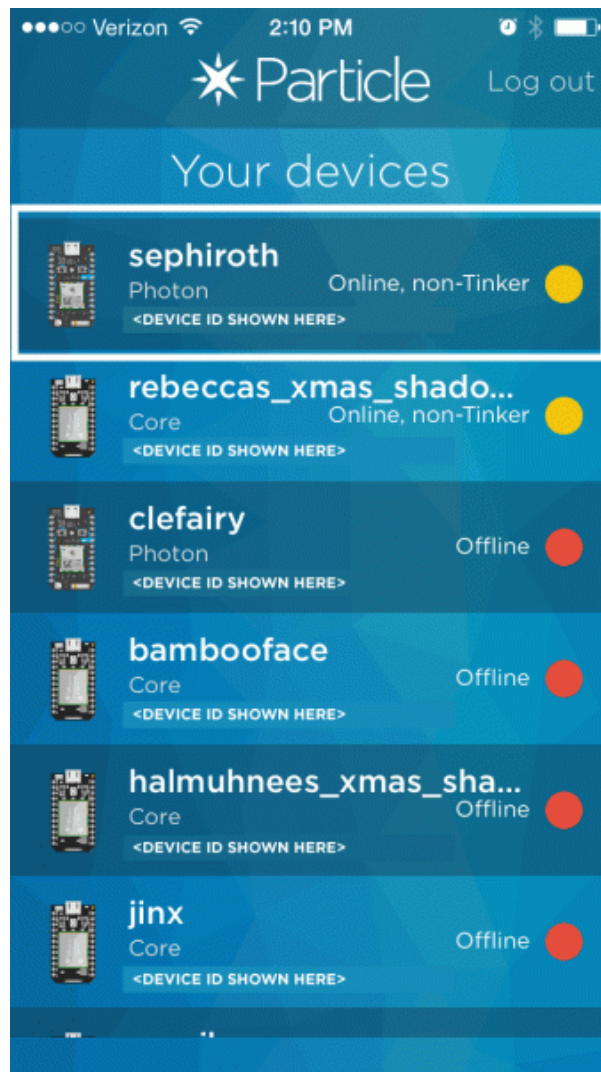 Verizon 2:10 PM
Particle Log out
Your devices
sephiroth
Photon Online, non-Tinker
<DEVICE ID SHOWN HERE>
rebeccas_xmas_shado...
Core Online, non-Tinker
<DEVICE ID SHOWN HERE>
clefairy
Photon Offline
<DEVICE ID SHOWN HERE>
bambooface
Core Offline
<DEVICE ID SHOWN HERE>
halmuhnees_xmas_sha...
Core Offline
<DEVICE ID SHOWN HERE>
jinx
Core Offline
<DEVICE ID SHOWN HERE>